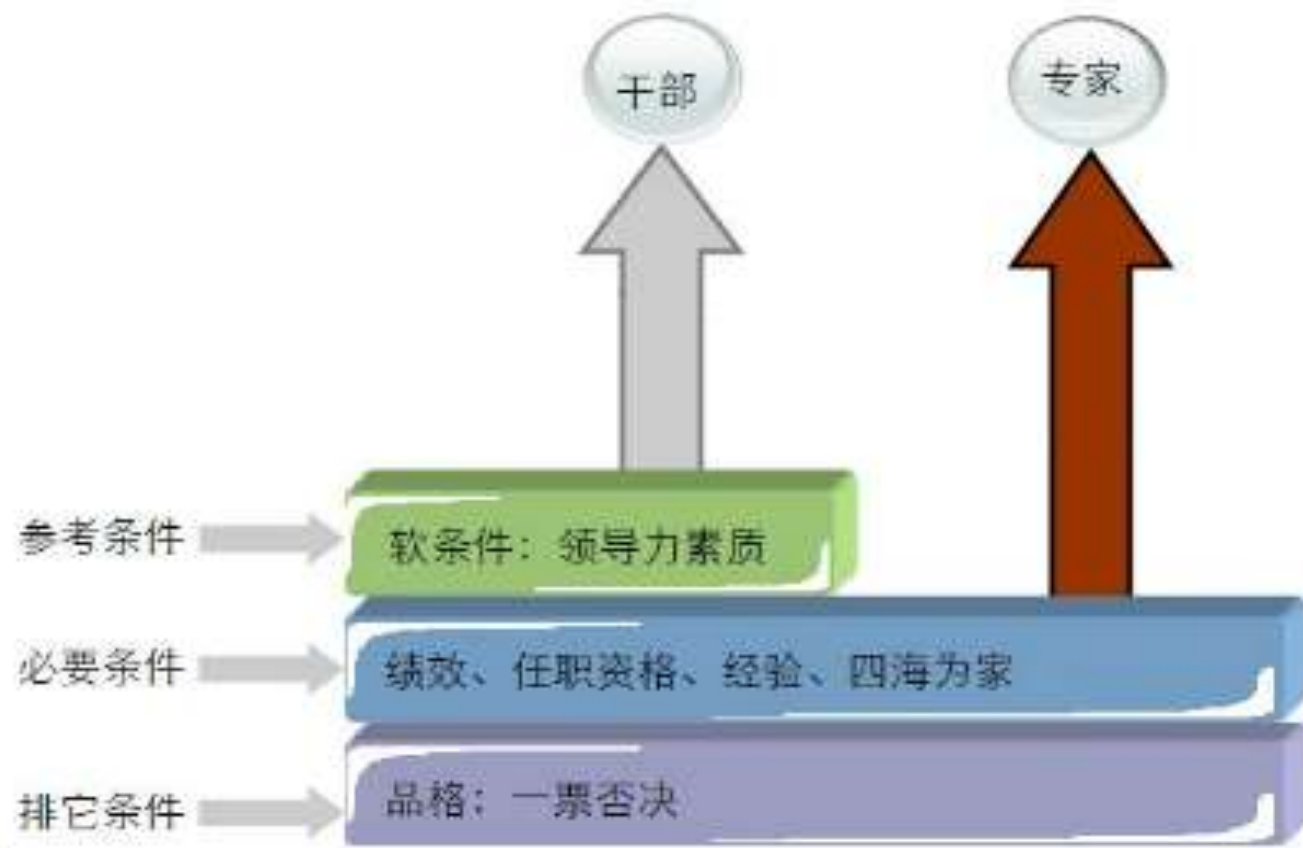 干部
专家
参考条件
软条件：领导力素质
必要条件
绩效、任职资格、经验、四海为家
排它条件
品格：一票否决